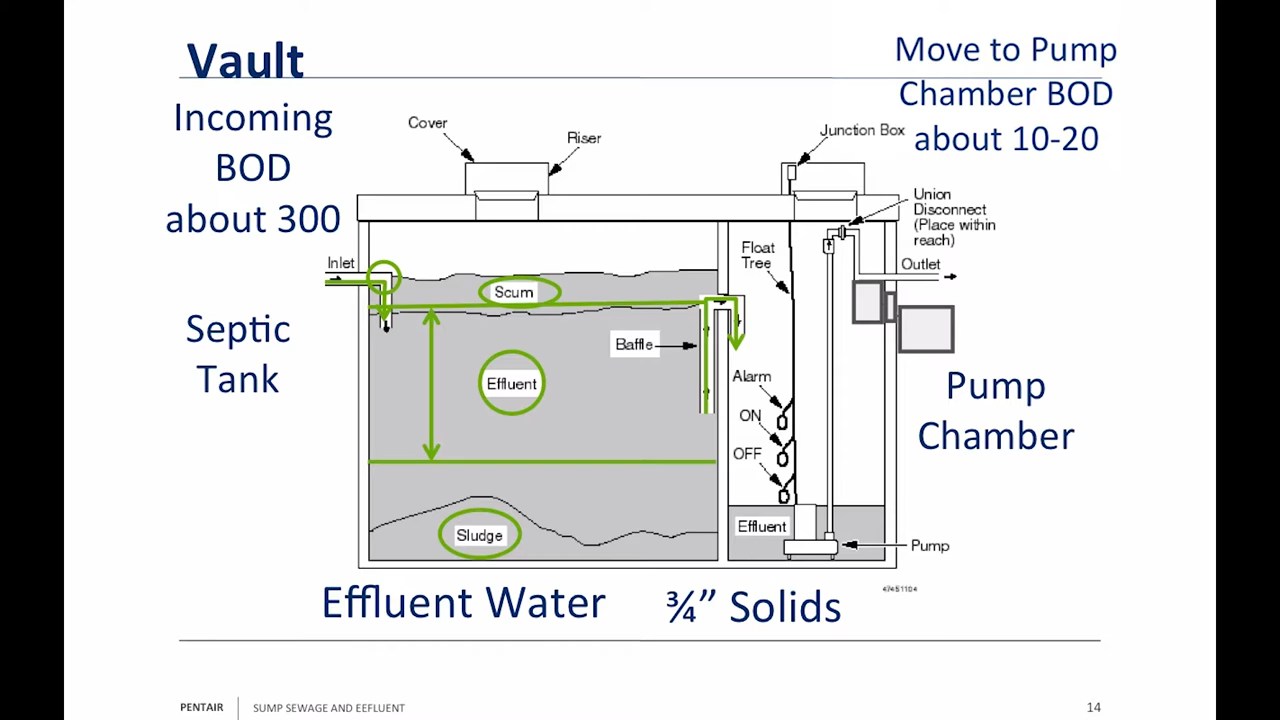 Vault
Incoming
BOD
about 300
Move to Pump
Chamber BOD
about 10-20
Cover
Riser
Junction Box
Union
Disconnect
(Place within
reach)
Inlet
Scum
Float
Tree
Outlet
Septic
Tank
Baffle
Effluent
Alarm
ON
OFF
Pump
Chamber
Sludge
Effluent
Pump
47451104
Effluent Water
¾” Solids
PENTAIR
SUMP SEWAGE AND EEFLUENT
14